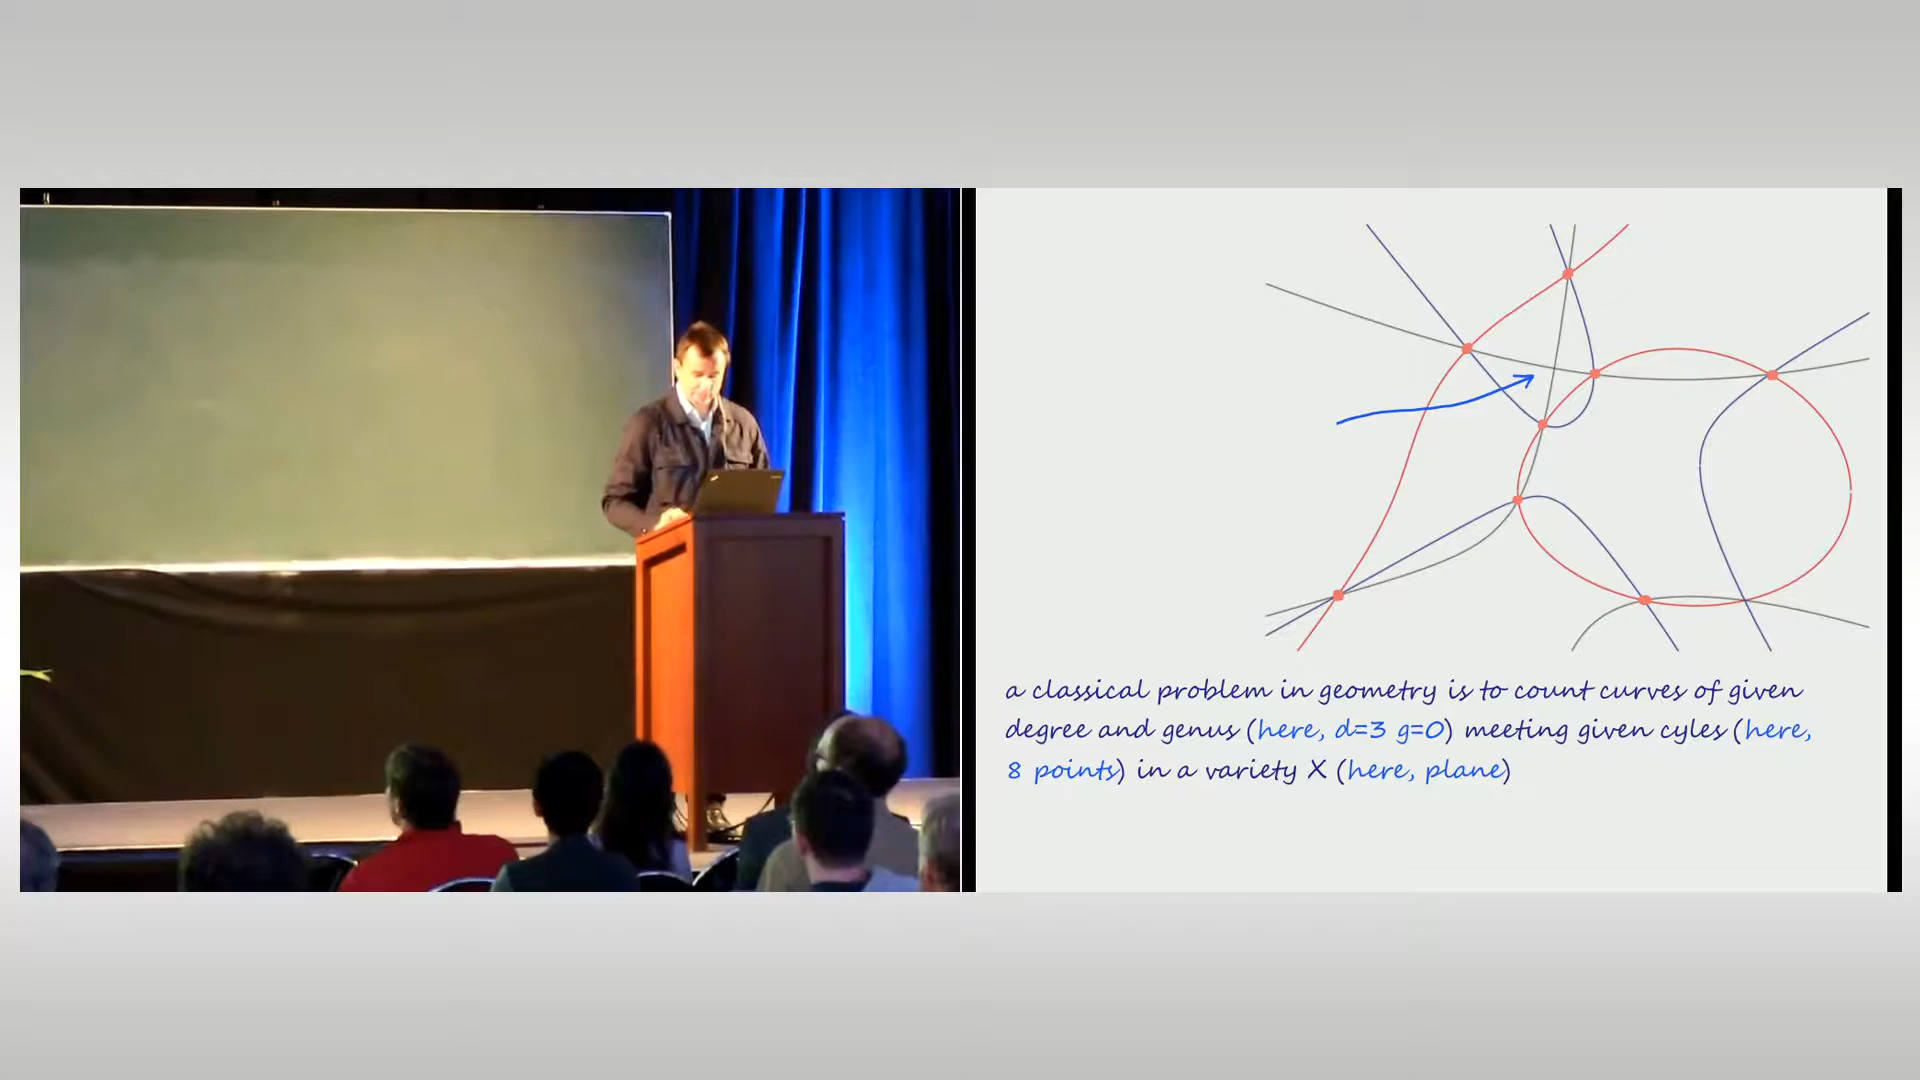 a classical problem in geometry is to count curves of given
degree and genus (here, d=3 g=0) meeting given cyles (here,
8 points) in a variety X (here, plane)